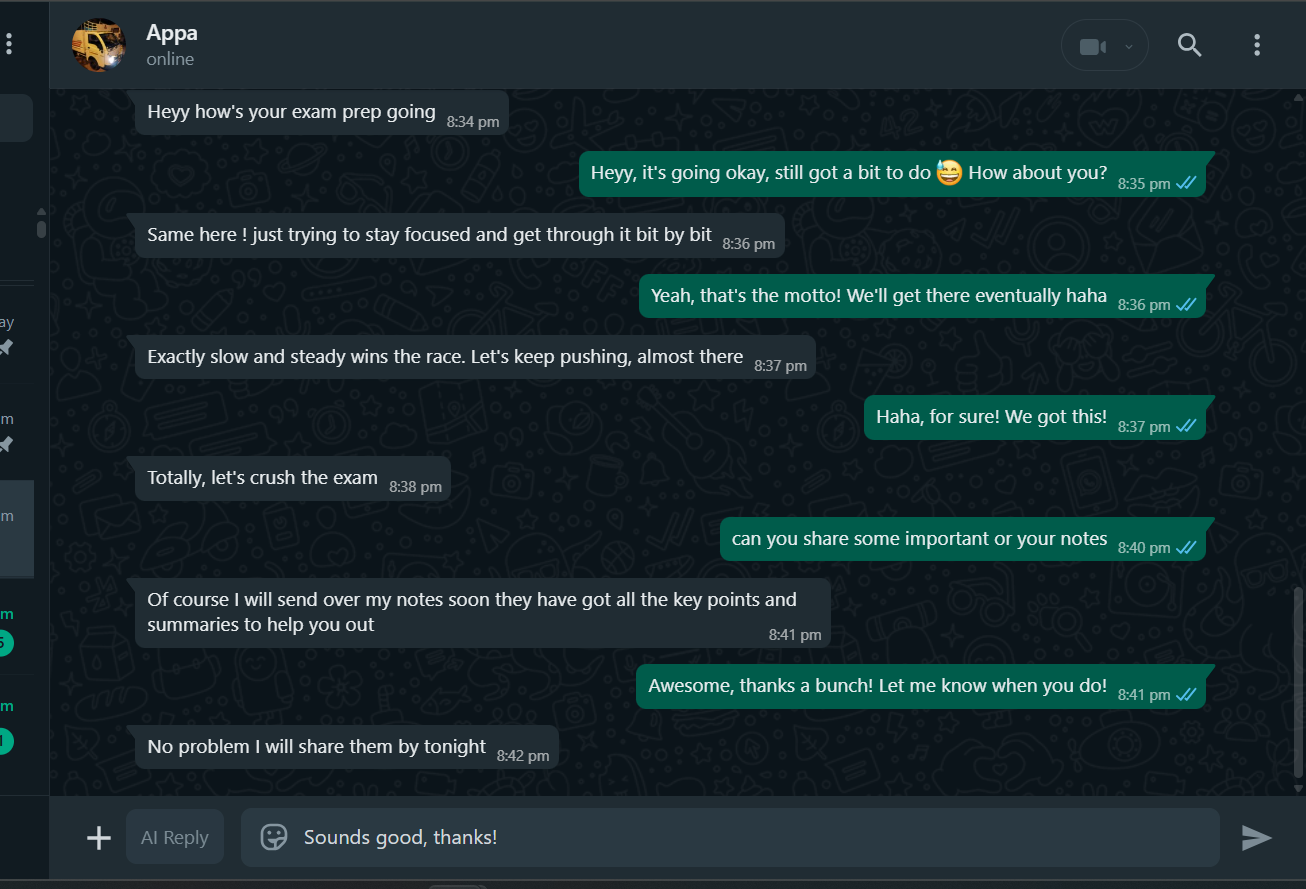 Appa
online
Heyy how's your exam prep going 8:34 pm
Heyy, it's going okay, still got a bit to do 😅 How about you? 8:35 pm
Same here ! just trying to stay focused and get through it bit by bit 8:36 pm
Yeah, that's the motto! We'll get there eventually haha 8:36 pm
ay
Exactly slow and steady wins the race. Let's keep pushing, almost there 8:37 pm
m
Haha, for sure! We got this! 8:37 pm
Totally, let's crush the exam 8:38 pm
m
can you share some important or your notes 8:40 pm
Of course I will send over my notes soon they have got all the key points and
summaries to help you out 8:41 pm
m
Awesome, thanks a bunch! Let me know when you do! 8:41 pm
m
No problem I will share them by tonight 8:42 pm
AI Reply
Sounds good, thanks!